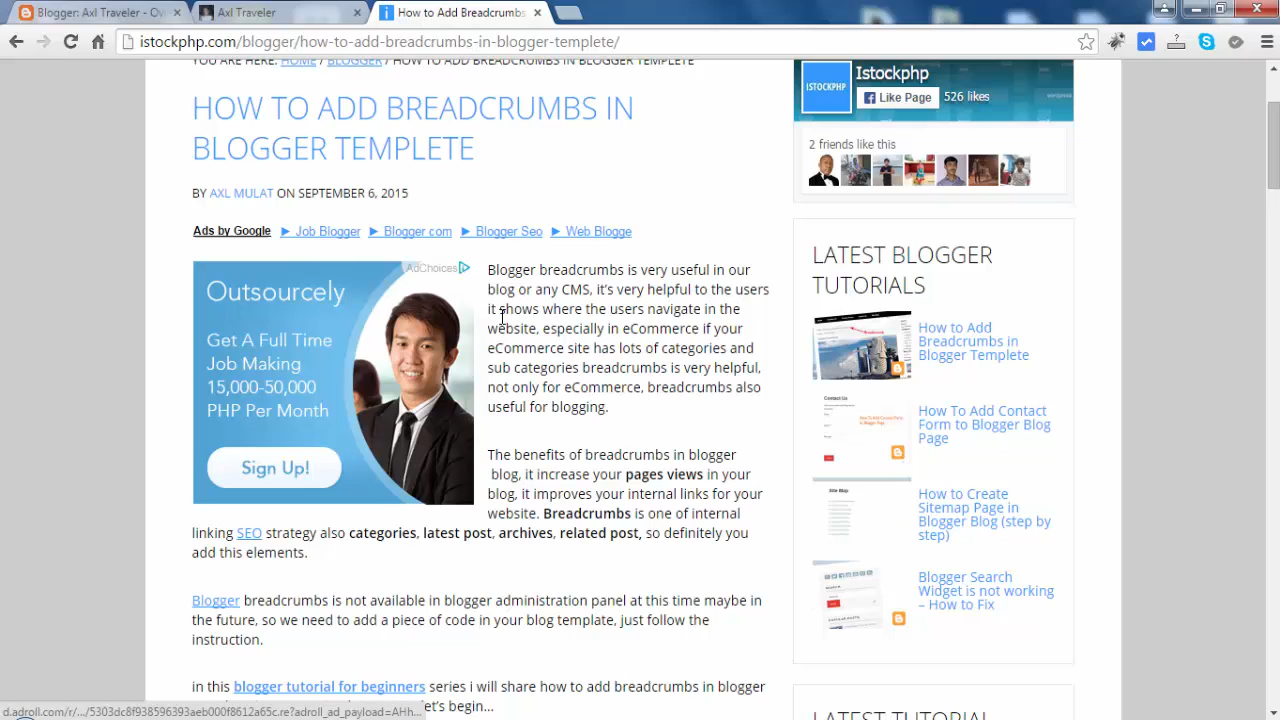 Blogger: Axl Traveler - Ov
Axl Traveler
How to Add Breadcrumbs
istockphp.com/blogger/how-to-add-breadcrumbs-in-blogger-templete/
YOU ARE HERE: HOME / BLOGGER / HOW TO ADD BREADCRUMBS IN BLOGGER TEMPLETE
HOW TO ADD BREADCRUMBS IN
BLOGGER TEMPLETE
BY AXL MULAT ON SEPTEMBER 6, 2015
Ads by Google ► Job Blogger ► Blogger com ► Blogger Seo ► Web Blogge
AdChoices
Outsourcely
Get A Full Time
Job Making
15,000-50,000
PHP Per Month
Sign Up!
Blogger breadcrumbs is very useful in our
blog or any CMS, it's very helpful to the users
it shows where the users navigate in the
website, especially in eCommerce if your
eCommerce site has lots of categories and
sub categories breadcrumbs is very helpful,
not only for eCommerce, breadcrumbs also
useful for blogging.
The benefits of breadcrumbs in blogger
blog, it increase your pages views in your
blog, it improves your internal links for your
website. Breadcrumbs is one of internal
linking SEO strategy also categories, latest post, archives, related post, so definitely you
add this elements.
Blogger breadcrumbs is not available in blogger administration panel at this time maybe in
the future, so we need to add a piece of code in your blog template, just follow the
instruction.
in this blogger tutorial for beginners series i will share how to add breadcrumbs in blogger
let's begin...
d.adroll.com/r/.../5303dc8f938596393aeb000f8612a65c.re?adroll_ad_payload=AHh...
ISTOCKPHP
Istockphp
Like Page
526 likes
2 friends like this
LATEST BLOGGER
TUTORIALS
How to Add
Breadcrumbs in
Blogger Templete
Contact Us
How To Add Contact
Form to Blogger Blog
Page
Site Map
How to Create
Sitemap Page in
Blogger Blog (step by
step)
Blogger Search
Widget is not working
– How to Fix
LATEST TUTORIAL